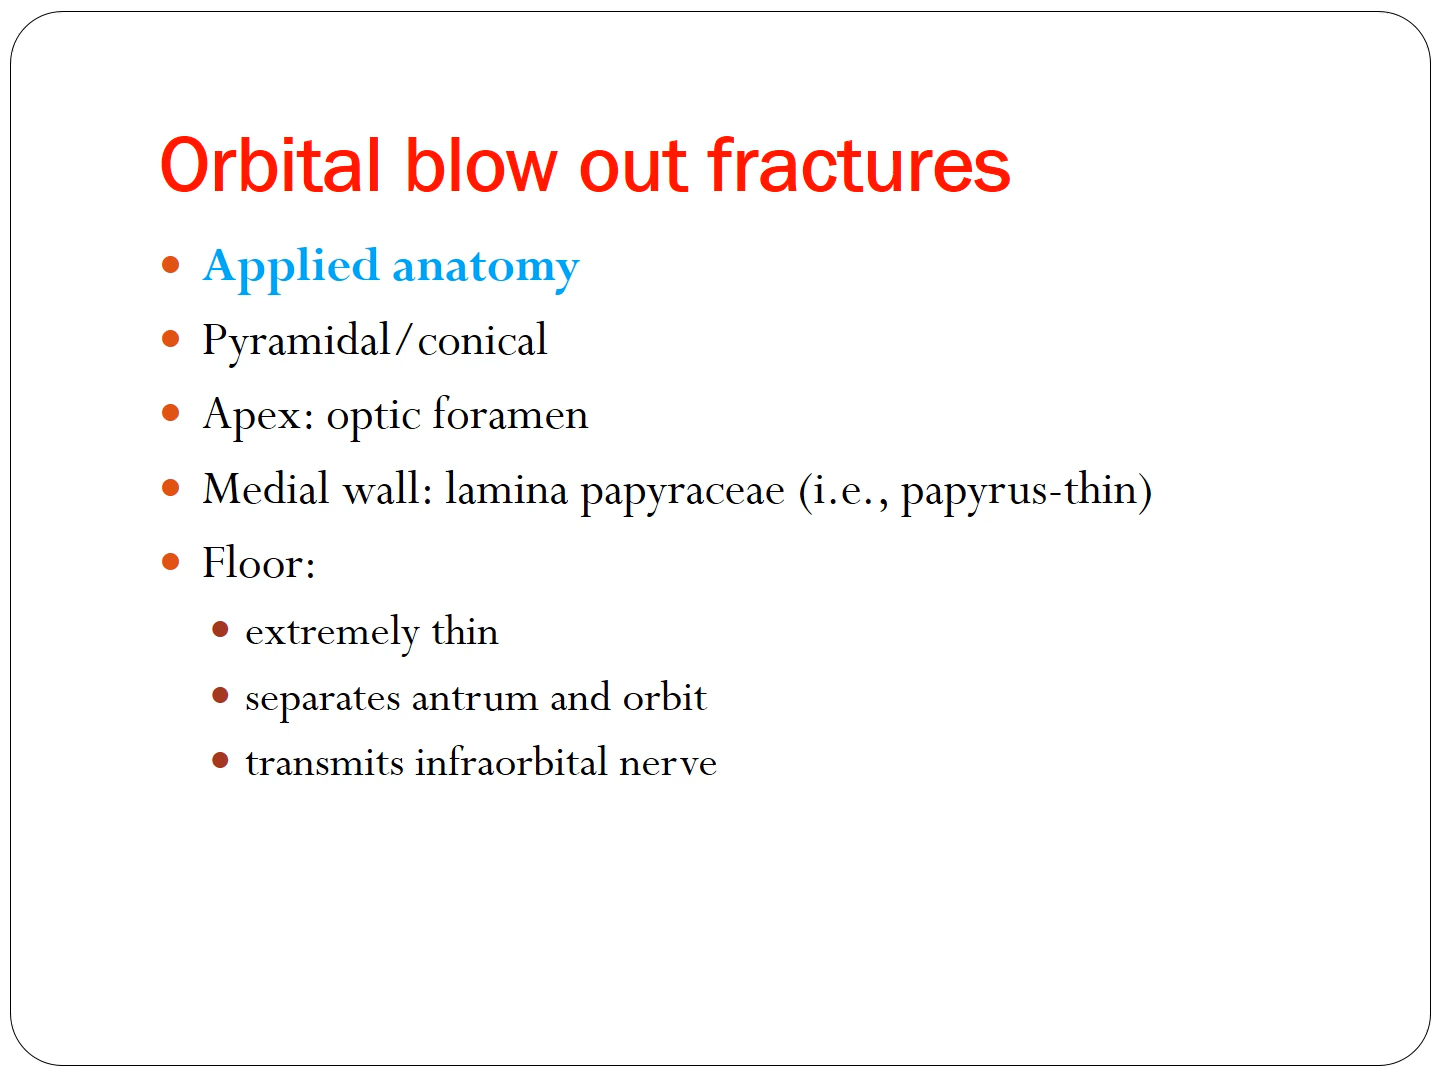 Orbital blow out fractures
Applied anatomy
Pyramidal/conical
Apex: optic foramen
Medial wall: lamina papyraceae (i.e., papyrus-thin)
Floor:
extremely thin
separates antrum and orbit
transmits infraorbital nerve